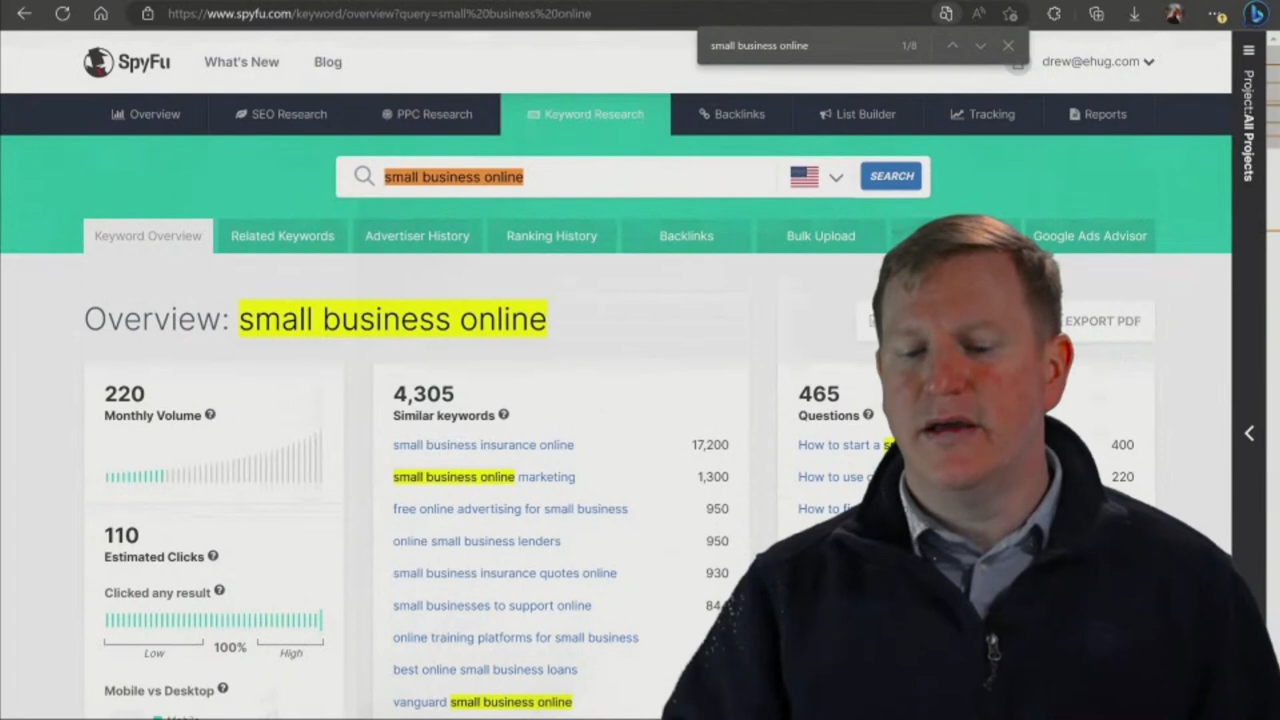 https://www.spyfu.com/keyword/overview?query=small%20business%20online
small business online
1/8
SpyFu
What's New
Blog
drew@ehug.com
Overview
SEO Research
PPC Research
Keyword Research
Backlinks
List Builder
Tracking
Reports
Project:All Projects
small business online
SEARCH
Keyword Overview
Related Keywords
Advertiser History
Ranking History
Backlinks
Bulk Upload
Google Ads Advisor
Overview: small business online
EXPORT PDF
220
Monthly Volume
110
Estimated Clicks
Clicked any result
Low
100%
High
Mobile vs Desktop
4,305
Similar keywords
small business insurance online 17,200
small business online marketing 1,300
free online advertising for small business 950
online small business lenders 950
small business insurance quotes online 930
small businesses to support online 84
online training platforms for small business
best online small business loans
vanguard small business online
465
Questions
How to start a 400
How to use 220
How to